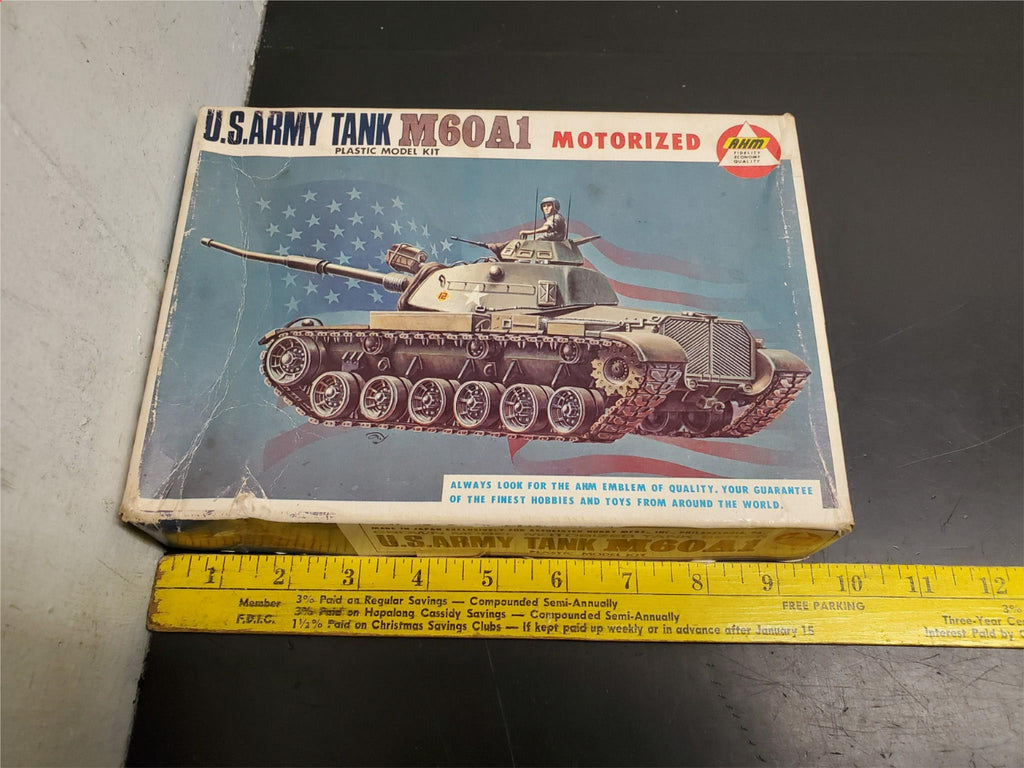 U.S.ARMY TANK M60A1 MOTORIZED
PLASTIC MODEL KIT
AHM
FIDELITY
ECONOMY
QUALITY
12
ALWAYS LOOK FOR THE AHM EMBLEM OF QUALITY. YOUR GUARANTEE
OF THE FINEST HOBBIES AND TOYS FROM AROUND THE WORLD.
MADE IN JAPAN
U.S.ARMY TANK M60A1
PLASTIC MODEL KIT
1 2 3 4 5 6 7 8 9 10 11 12
Member
F.D.I.C.
3% Paid on Regular Savings — Compounded Semi-Annually
3% Paid on Hopalong Cassidy Savings — Compounded Semi-Annually
1½% Paid on Christmas Savings Clubs — If kept paid up weekly or in advance after January 15
FREE PARKING
3%
Three-Year
Interest Paid by